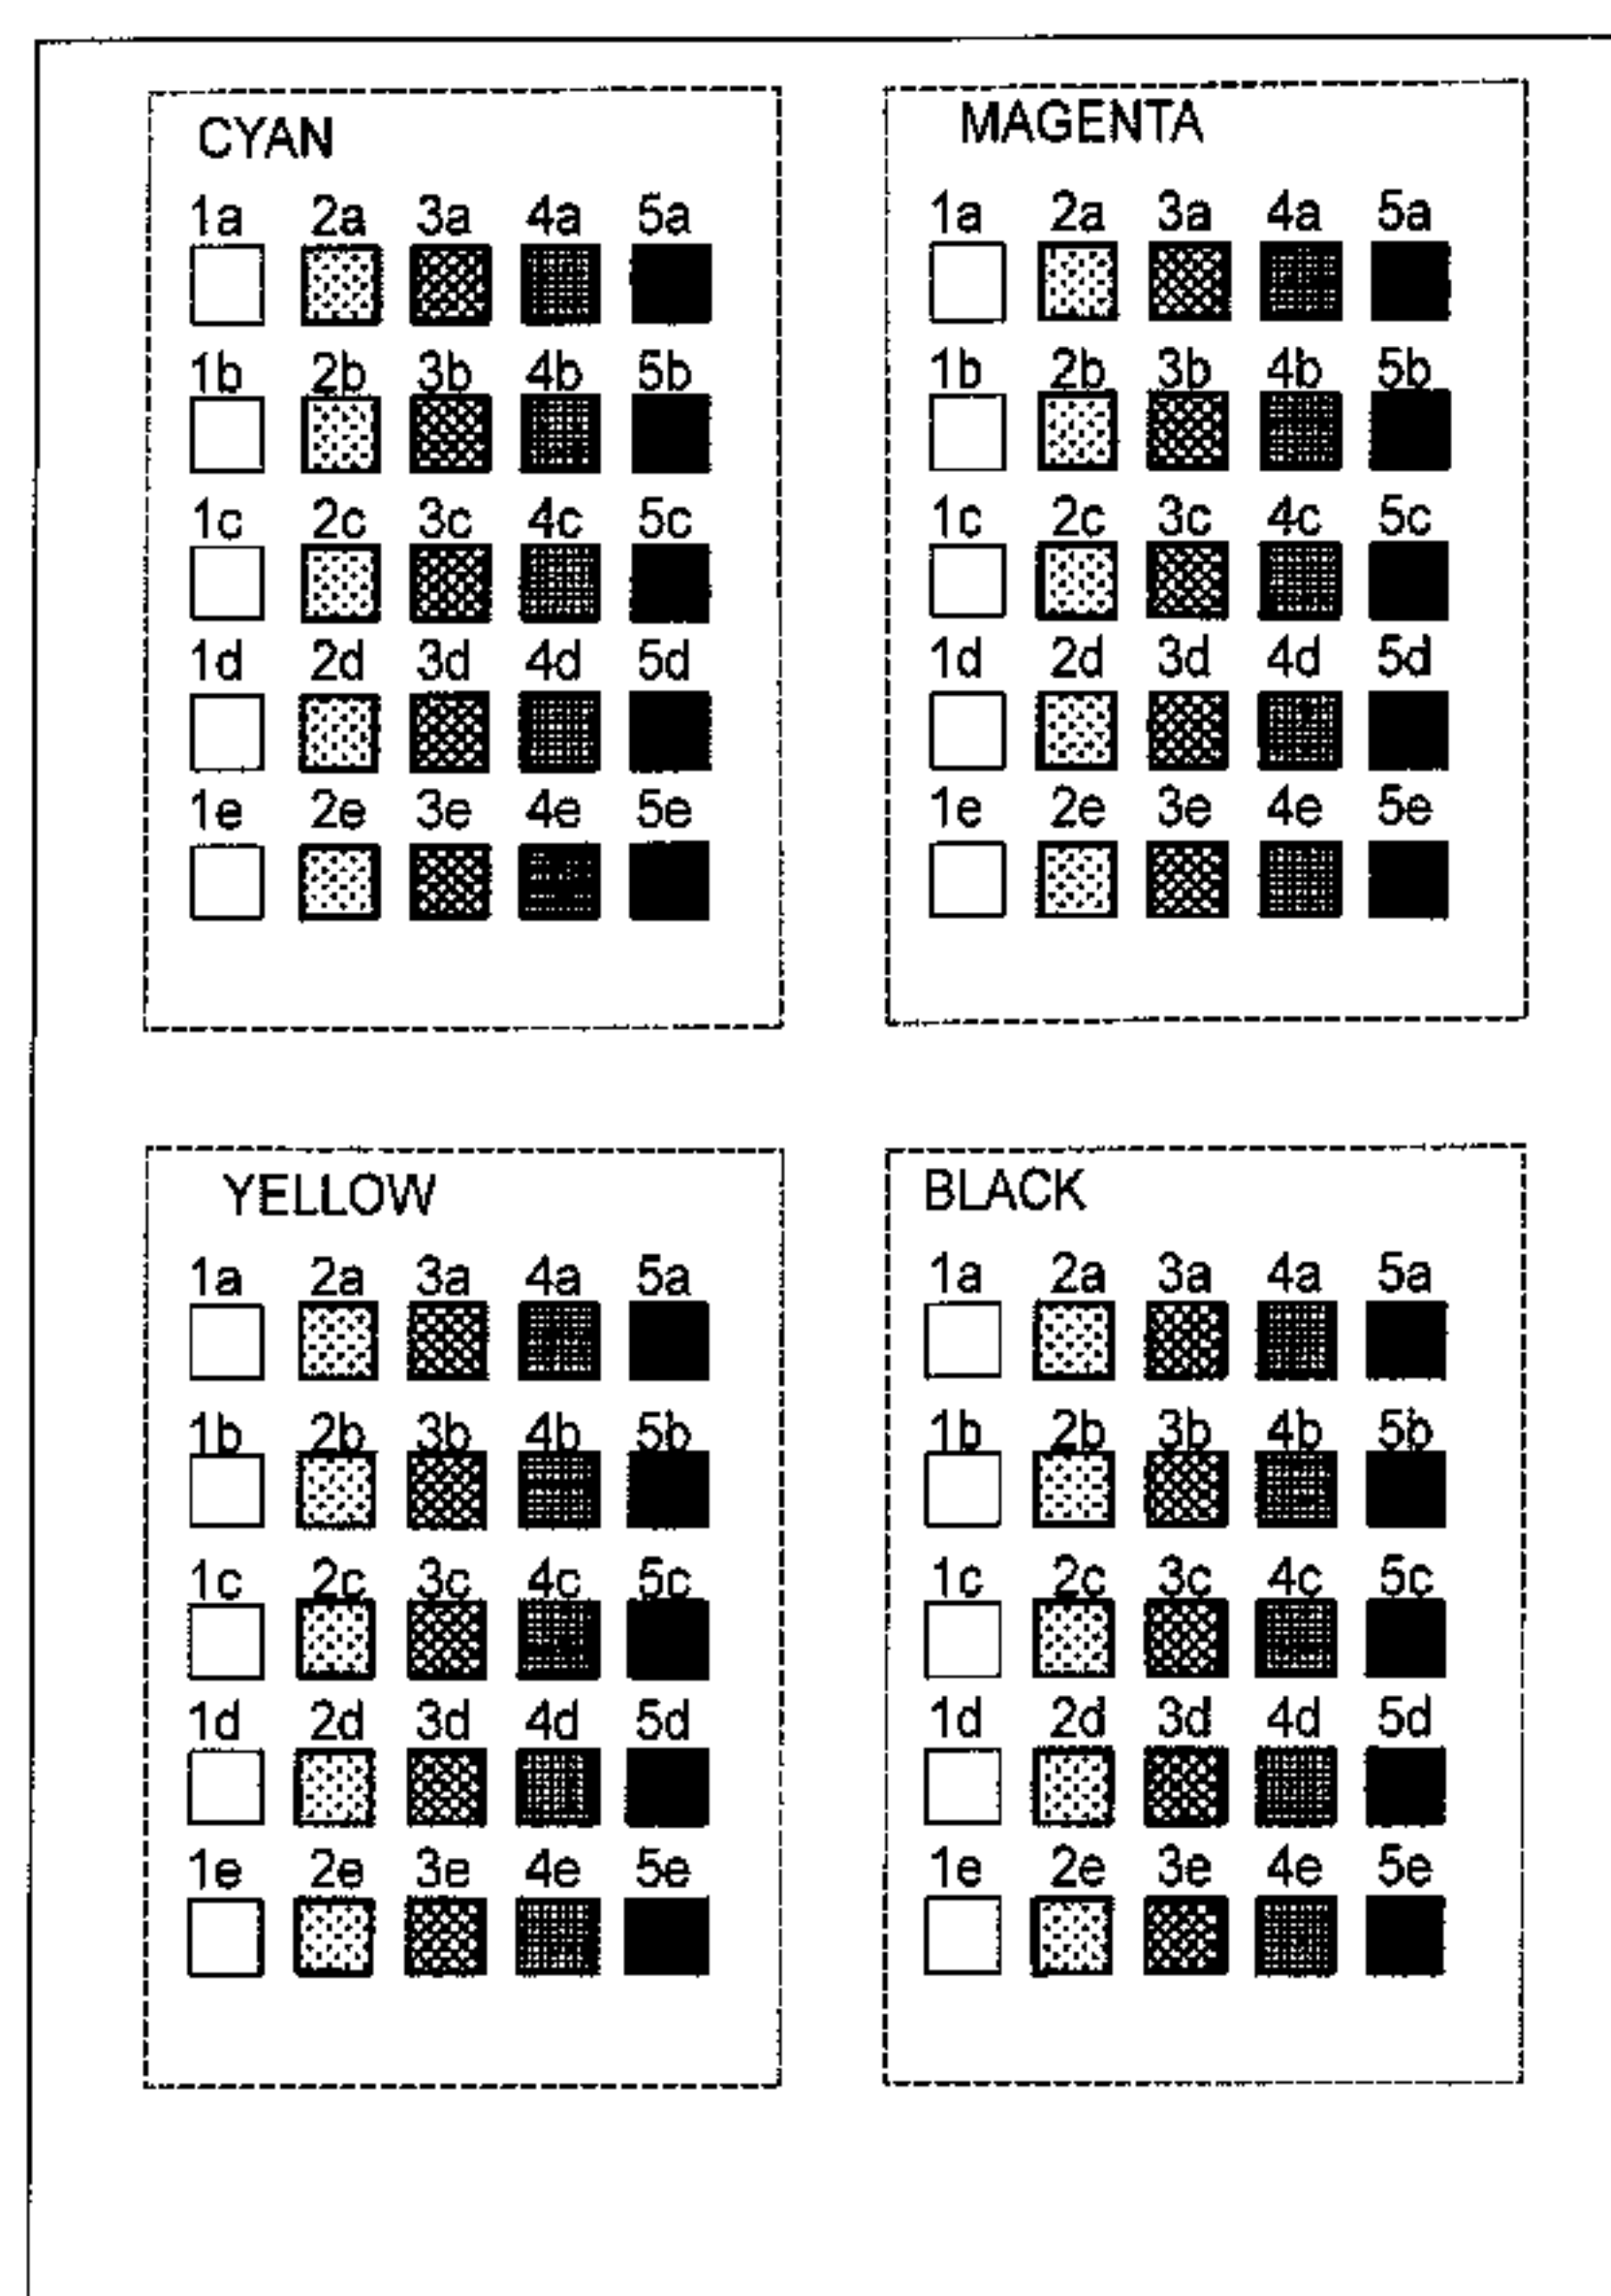 CYAN
1a 2a 3a 4a 5a
1b 2b 3b 4b 5b
1c 2c 3c 4c 5c
1d 2d 3d 4d 5d
1e 2e 3e 4e 5e
MAGENTA
1a 2a 3a 4a 5a
1b 2b 3b 4b 5b
1c 2c 3c 4c 5c
1d 2d 3d 4d 5d
1e 2e 3e 4e 5e
YELLOW
1a 2a 3a 4a 5a
1b 2b 3b 4b 5b
1c 2c 3c 4c 5c
1d 2d 3d 4d 5d
1e 2e 3e 4e 5e
BLACK
1a 2a 3a 4a 5a
1b 2b 3b 4b 5b
1c 2c 3c 4c 5c
1d 2d 3d 4d 5d
1e 2e 3e 4e 5e